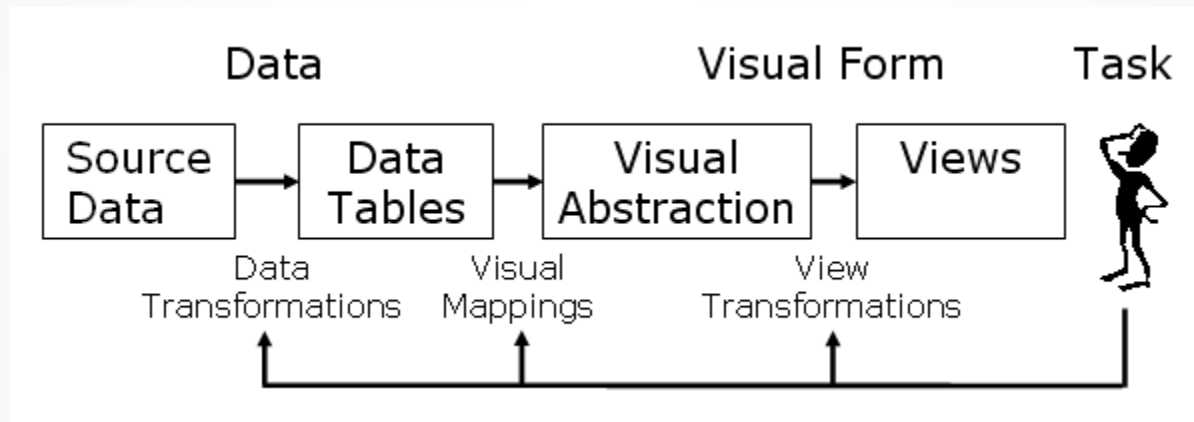 Data
Visual Form
Task
Source
Data
Data
Tables
Visual
Abstraction
Views
Data
Transformations
Visual
Mappings
View
Transformations